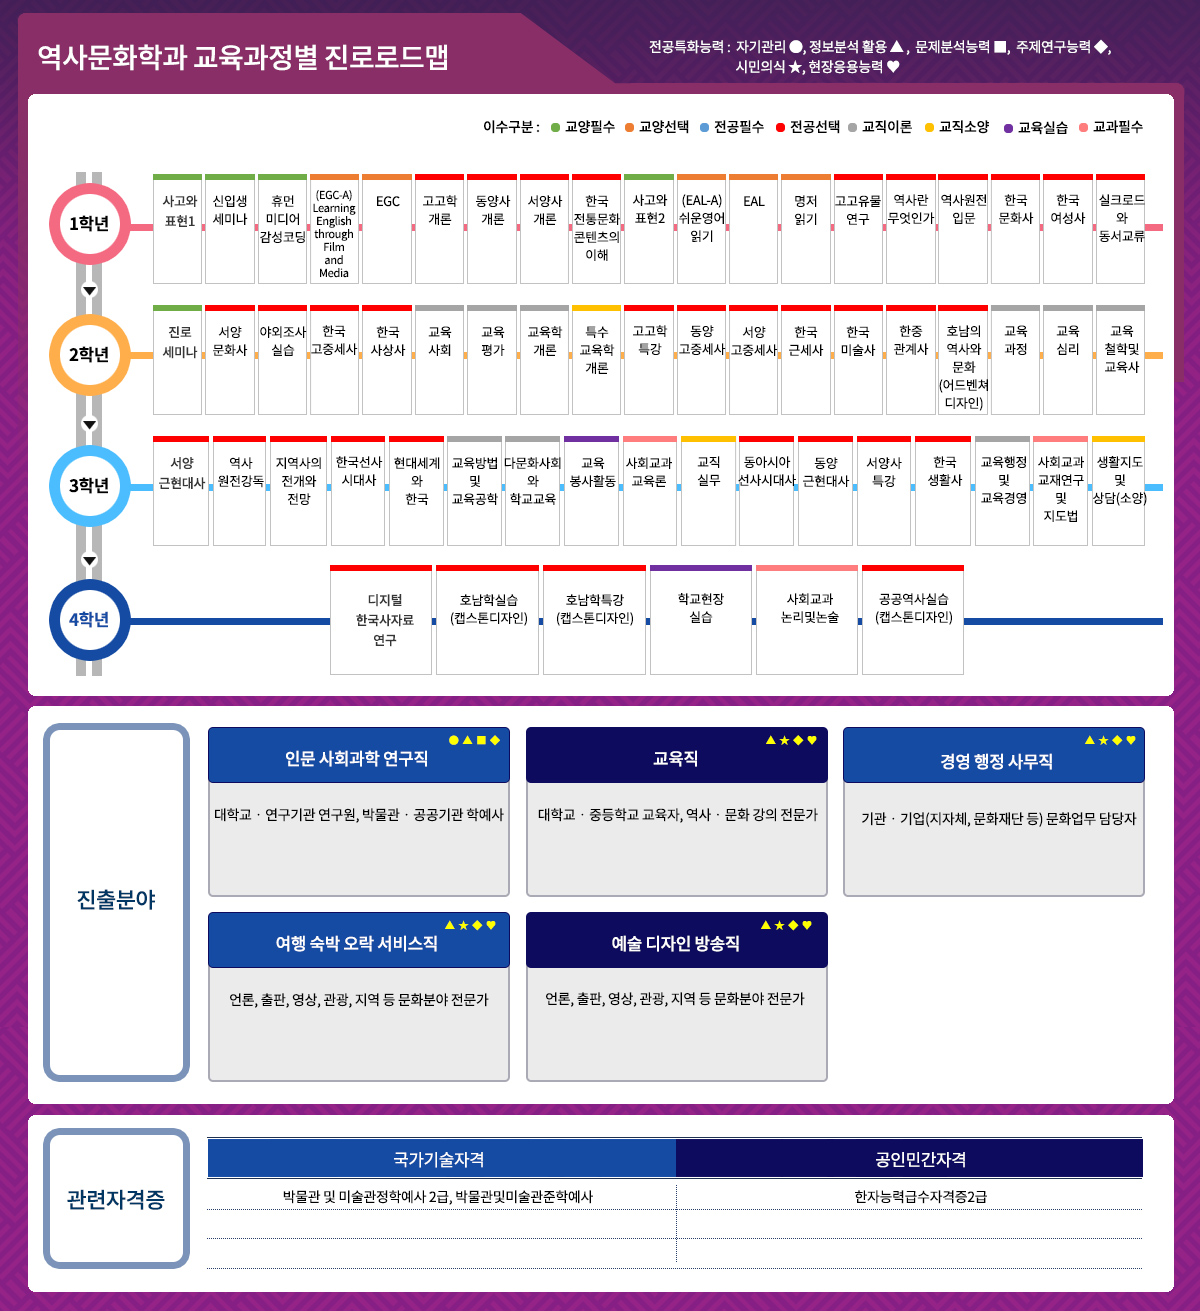 역사문화학과 교육과정별 진로로드맵
전공특화능력 : 자기관리 ●, 정보분석 활용 ▲, 문제분석능력 ■, 주제연구능력 ◆,
시민의식 ★, 현장응용능력 ♥
이수구분 : ● 교양필수 ● 교양선택 ● 전공필수 ● 전공선택 ● 교직이론 ● 교직소양 ● 교육실습 ● 교과필수
1학년
사고와
표현1
신입생
세미나
휴먼
미디어
감성코딩
(EGC-A)
Learning
English
through
Film
and
Media
EGC
고고학
개론
동양사
개론
서양사
개론
한국
전통문화
콘텐츠의
이해
사고와
표현2
(EAL-A)
쉬운영어
읽기
EAL
명저
읽기
고고유물
연구
역사란
무엇인가
역사원전
입문
한국
문화사
한국
여성사
실크로드
와
동서교류
2학년
진로
세미나
서양
문화사
야외조사
실습
한국
고중세사
한국
사상사
교육
사회
교육
평가
교육학
개론
특수
교육학
개론
고고학
특강
동양
고중세사
서양
고중세사
한국
근세사
한국
미술사
한중
관계사
호남의
역사와
문화
(어드벤쳐
디자인)
교육
과정
교육
심리
교육
철학및
교육사
3학년
서양
근현대사
역사
원전강독
지역사의
전개와
전망
한국선사
시대사
현대세계
와
한국
교육방법
및
교육공학
다문화사회
와
학교교육
교육
봉사활동
사회교과
교육론
교직
실무
동아시아
선사시대사
동양
근현대사
서양사
특강
한국
생활사
교육행정
및
교육경영
사회교과
교재연구
및
지도법
생활지도
및
상담(소양)
4학년
디지털
한국사자료
연구
호남학실습
(캡스톤디자인)
호남학특강
(캡스톤디자인)
학교현장
실습
사회교과
논리및논술
공공역사실습
(캡스톤디자인)
진출분야
●▲■◆
인문 사회과학 연구직
대학교 · 연구기관 연구원, 박물관 · 공공기관 학예사
▲★◆♥
교육직
대학교 · 중등학교 교육자, 역사 · 문화 강의 전문가
▲★◆♥
경영 행정 사무직
기관 · 기업(지자체, 문화재단 등) 문화업무 담당자
▲★◆♥
여행 숙박 오락 서비스직
언론, 출판, 영상, 관광, 지역 등 문화분야 전문가
▲★◆♥
예술 디자인 방송직
언론, 출판, 영상, 관광, 지역 등 문화분야 전문가
관련자격증
국가기술자격
공인민간자격
박물관 및 미술관정학예사 2급, 박물관및미술관준학예사
한자능력급수자격증2급